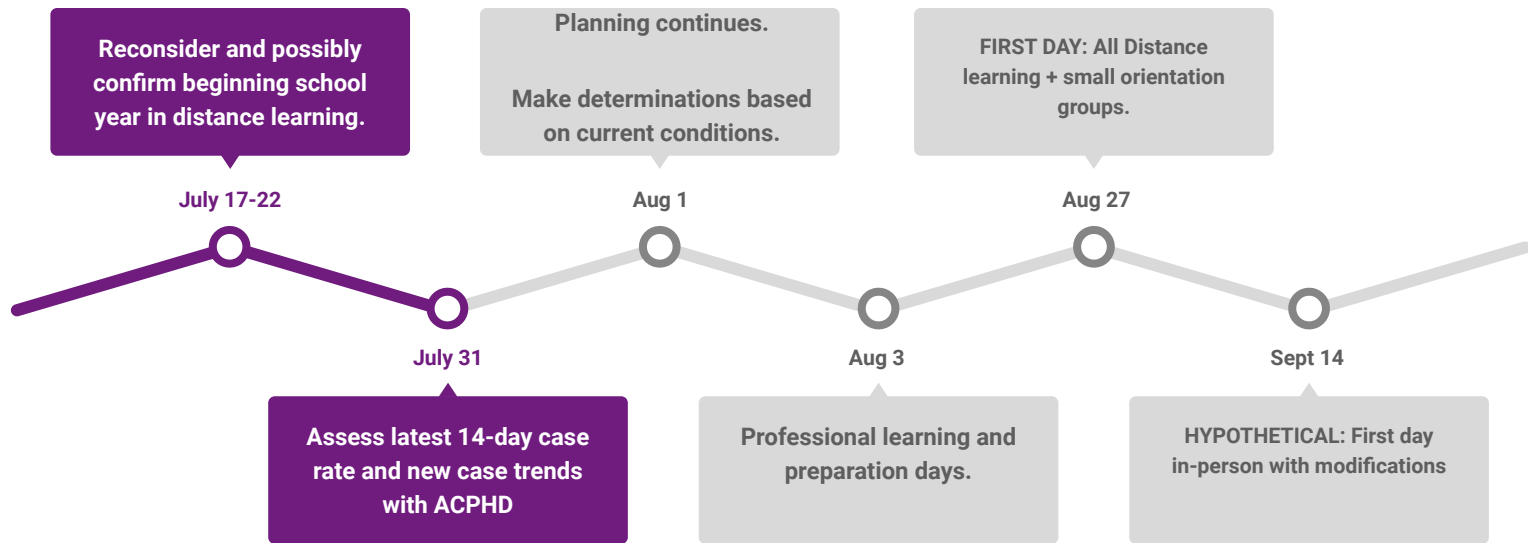 Reconsider and possibly
confirm beginning school
year in distance learning.
July 17-22
July 31
Assess latest 14-day case
rate and new case trends
with ACPHD
Planning continues.
Make determinations based
on current conditions.
Aug 1
Aug 3
Professional learning and
preparation days.
FIRST DAY: All Distance
learning + small orientation
groups.
Aug 27
Sept 14
HYPOTHETICAL: First day
in-person with modifications